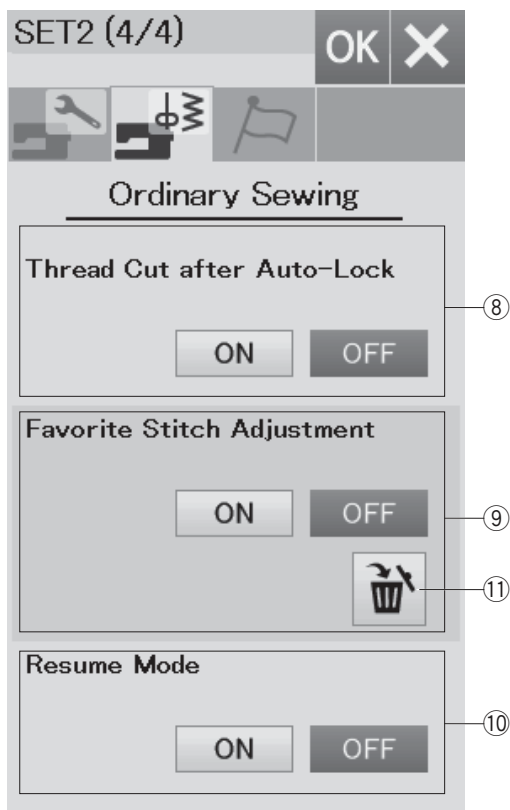 SET2 (4/4)
OK
Ordinary Sewing
Thread Cut after Auto-Lock
ON OFF
⑧
Favorite Stitch Adjustment
ON OFF
⑨
⑪
Resume Mode
ON OFF
⑩